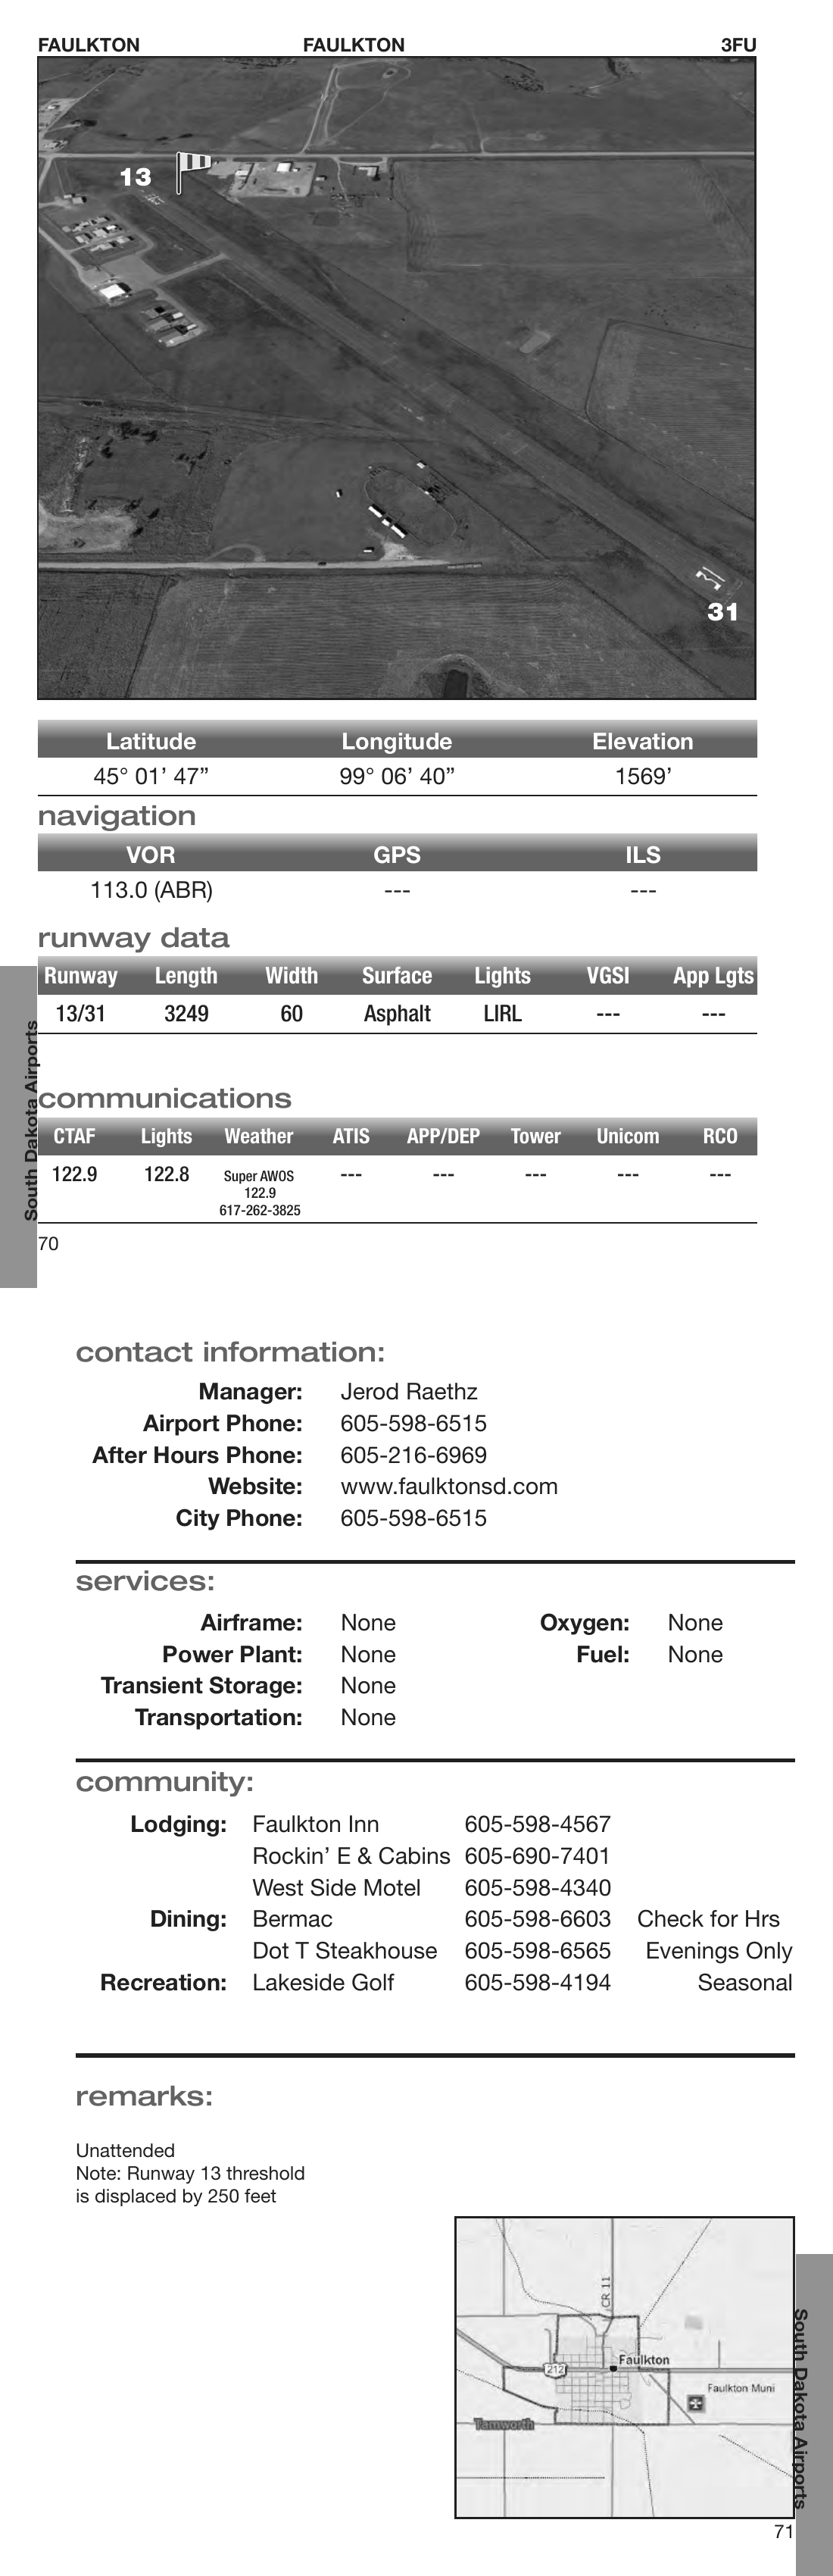 FAULKTON FAULKTON 3FU
13
31
Latitude Longitude Elevation
45° 01’ 47” 99° 06’ 40” 1569’
navigation
VOR GPS ILS
113.0 (ABR) --- ---
runway data
Runway Length Width Surface Lights VGSI App Lgts
13/31 3249 60 Asphalt LIRL --- ---
South Dakota Airports
communications
CTAF Lights Weather ATIS APP/DEP Tower Unicom RCO
122.9 122.8 Super AWOS --- --- --- --- ---
122.9
617-262-3825
70
contact information:
Manager: Jerod Raethz
Airport Phone: 605-598-6515
After Hours Phone: 605-216-6969
Website: www.faulktonsd.com
City Phone: 605-598-6515
services:
Airframe: None Oxygen: None
Power Plant: None Fuel: None
Transient Storage: None
Transportation: None
community:
Lodging: Faulkton Inn 605-598-4567
Rockin’ E & Cabins 605-690-7401
West Side Motel 605-598-4340
Dining: Bermac 605-598-6603 Check for Hrs
Dot T Steakhouse 605-598-6565 Evenings Only
Recreation: Lakeside Golf 605-598-4194 Seasonal
remarks:
Unattended
Note: Runway 13 threshold
is displaced by 250 feet
CR 11
Faulkton
212
Faulkton Muni
Tamworth
South Dakota Airports
71